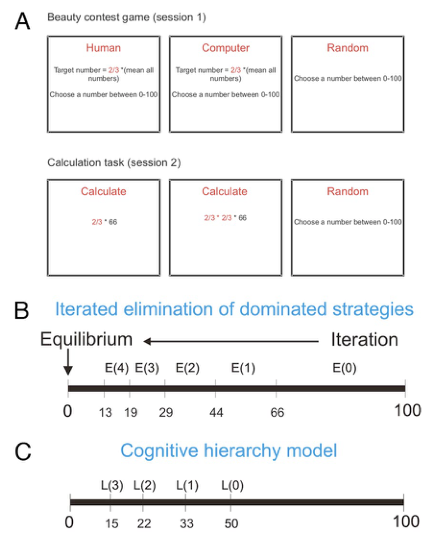 A
Beauty contest game (session 1)
Human
Target number = 2/3 *(mean all
numbers)
Choose a number between 0-100
Computer
Target number = 2/3 *(mean all
numbers)
Choose a number between 0-100
Random
Choose a number between 0-100
Calculation task (session 2)
Calculate
2/3 * 66
Calculate
2/3 * 2/3 * 66
Random
Choose a number between 0-100
B
Iterated elimination of dominated strategies
Equilibrium
Iteration
E(4) E(3) E(2) E(1) E(0)
0 13 19 29 44 66 100
C
Cognitive hierarchy model
L(3) L(2) L(1) L(0)
0 15 22 33 50 100